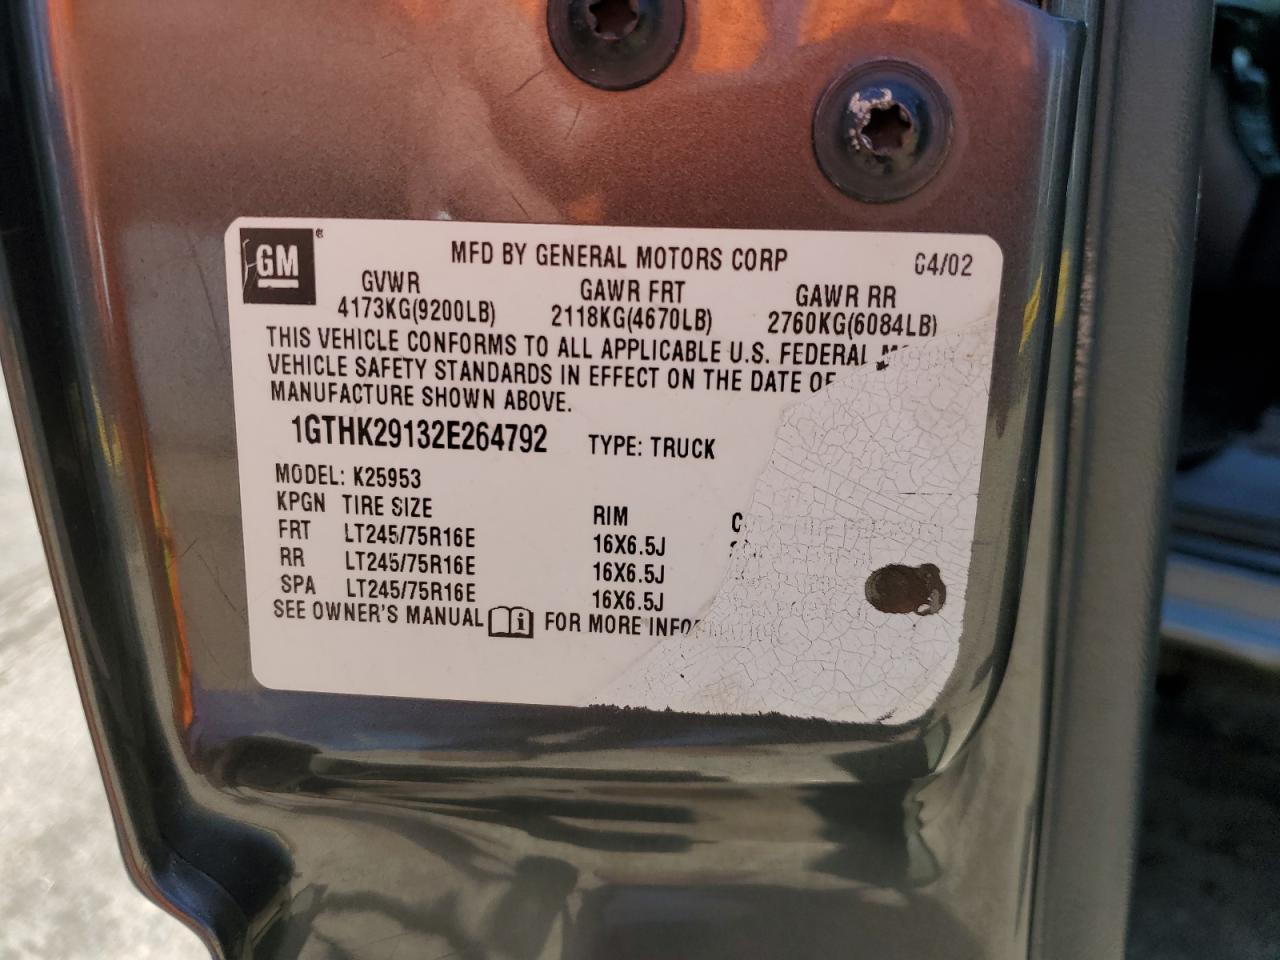 GM ®
MFD BY GENERAL MOTORS CORP 04/02
GVWR GAWR FRT GAWR RR
4173KG(9200LB) 2118KG(4670LB) 2760KG(6084LB)
THIS VEHICLE CONFORMS TO ALL APPLICABLE U.S. FEDERAL MOTOR
VEHICLE SAFETY STANDARDS IN EFFECT ON THE DATE OF
MANUFACTURE SHOWN ABOVE.
1GTHK29132E264792 TYPE: TRUCK
MODEL: K25953
KPGN TIRE SIZE RIM
FRT LT245/75R16E 16X6.5J
RR LT245/75R16E 16X6.5J
SPA LT245/75R16E 16X6.5J
SEE OWNER'S MANUAL i FOR MORE INFORMATION